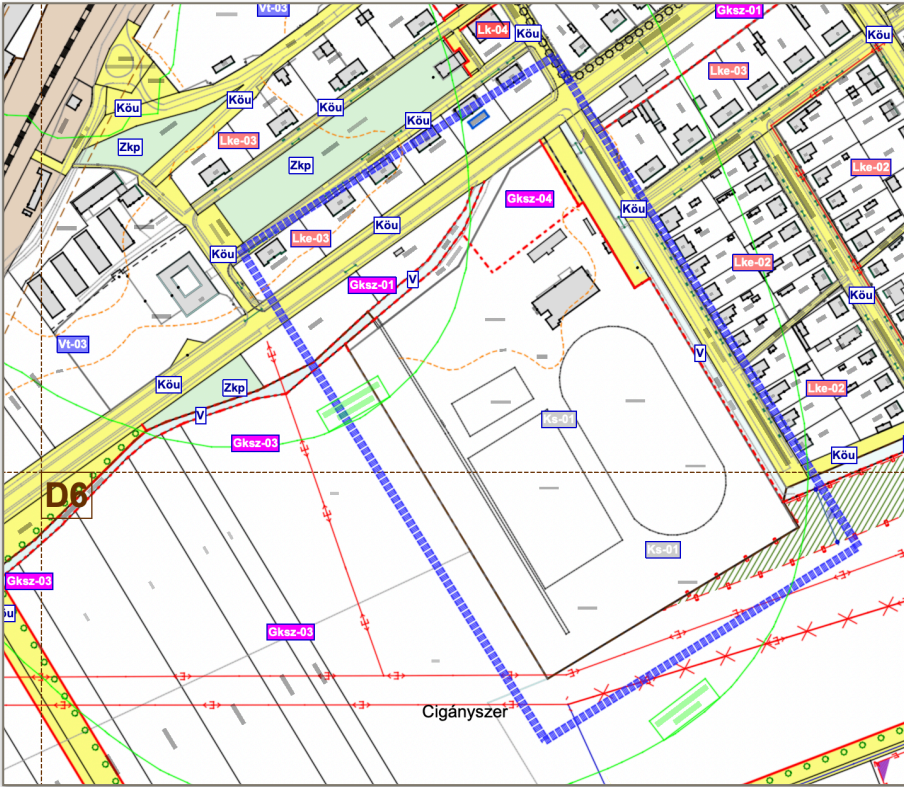 Vt-03
Gksz-01
Lk-04
Köu
Köu
Lke-03
Köu
Köu
Köu
Köu
Lke-03
Zkp
Zkp
Lke-02
Gksz-04
Köu
Köu
Lke-03
Köu
Lke-02
Gksz-01
V
Köu
Vt-03
V
Köu
Zkp
Lke-02
V
Ks-01
Gksz-03
Köu
D6
Ks-01
Gksz-03
öu
Gksz-03
Cigányszer